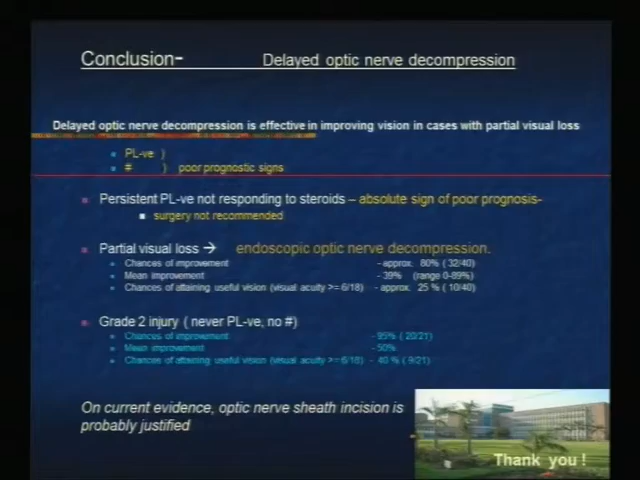 Conclusion- Delayed optic nerve decompression
Delayed optic nerve decompression is effective in improving vision in cases with partial visual loss
PL-ve )
# ) poor prognostic signs
Persistent PL-ve not responding to steroids – absolute sign of poor prognosis-
surgery not recommended
Partial visual loss → endoscopic optic nerve decompression.
Chances of improvement - approx. 80% ( 32/40)
Mean improvement - 39% (range 0-89%)
Chances of attaining useful vision (visual acuity >= 6/18) - approx. 25 % ( 10/40)
Grade 2 injury ( never PL-ve, no #)
Chances of improvement - 95% ( 20/21)
Mean improvement - 50%
Chances of attaining useful vision (visual acuity >= 6/18) - 40 % ( 9/21)
On current evidence, optic nerve sheath incision is
probably justified
Thank you !